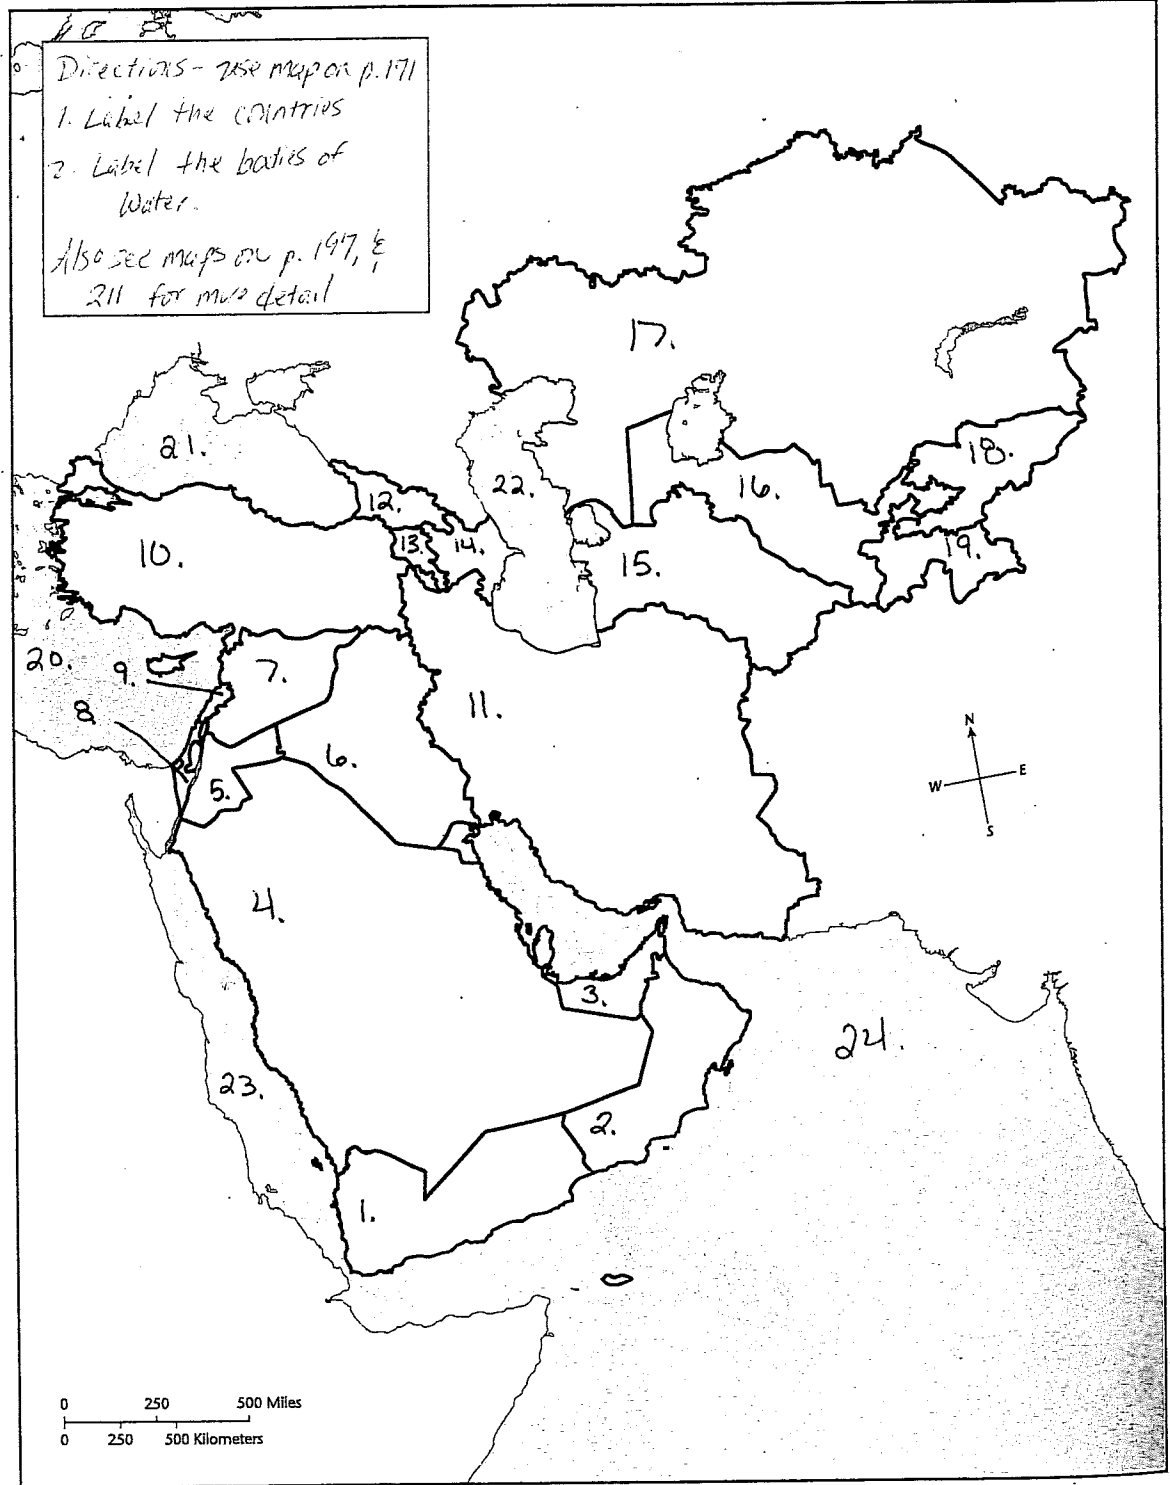 Directions - use map on p.171
1. Label the countries
2. Label the bodies of
Water.
Also see maps on p. 197, &
211 for more detail
17.
21.
18.
22.
16.
12.
13.
14.
19.
10.
15.
20.
9.
7.
8
11.
6.
N
W E
S
5.
4.
3.
24.
23.
2.
1.
0 250 500 Miles
0 250 500 Kilometers